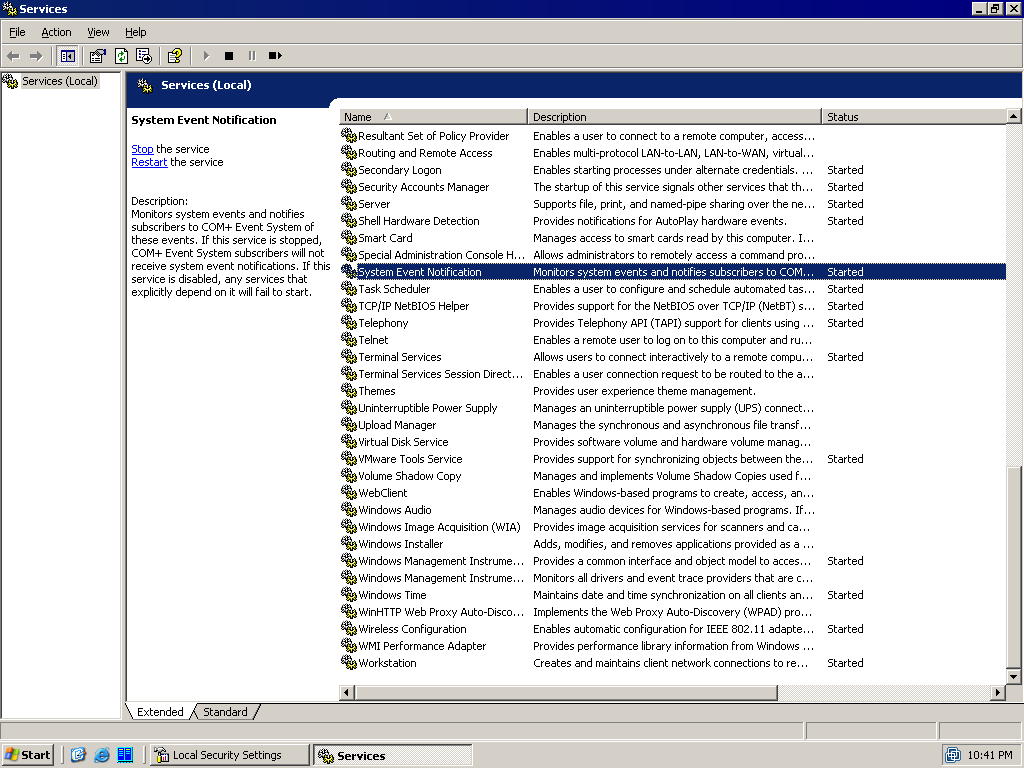 Services
File Action View Help
Services (Local)
Services (Local)
System Event Notification
Stop the service
Restart the service
Description:
Monitors system events and notifies
subscribers to COM+ Event System of
these events. If this service is stopped,
COM+ Event System subscribers will not
receive system event notifications. If this
service is disabled, any services that
explicitly depend on it will fail to start.
Name Description Status
Resultant Set of Policy Provider Enables a user to connect to a remote computer, access...
Routing and Remote Access Enables multi-protocol LAN-to-LAN, LAN-to-WAN, virtual...
Secondary Logon Enables starting processes under alternate credentials. ... Started
Security Accounts Manager The startup of this service signals other services that th... Started
Server Supports file, print, and named-pipe sharing over the ne... Started
Shell Hardware Detection Provides notifications for AutoPlay hardware events. Started
Smart Card Manages access to smart cards read by this computer. I...
Special Administration Console H... Allows administrators to remotely access a command pro...
System Event Notification Monitors system events and notifies subscribers to COM... Started
Task Scheduler Enables a user to configure and schedule automated tas... Started
TCP/IP NetBIOS Helper Provides support for the NetBIOS over TCP/IP (NetBT) s... Started
Telephony Provides Telephony API (TAPI) support for clients using ... Started
Telnet Enables a remote user to log on to this computer and ru...
Terminal Services Allows users to connect interactively to a remote compu... Started
Terminal Services Session Direct... Enables a user connection request to be routed to the a...
Themes Provides user experience theme management.
Uninterruptible Power Supply Manages an uninterruptible power supply (UPS) connect...
Upload Manager Manages the synchronous and asynchronous file transf...
Virtual Disk Service Provides software volume and hardware volume manag...
VMware Tools Service Provides support for synchronizing objects between the... Started
Volume Shadow Copy Manages and implements Volume Shadow Copies used f...
WebClient Enables Windows-based programs to create, access, an...
Windows Audio Manages audio devices for Windows-based programs. If...
Windows Image Acquisition (WIA) Provides image acquisition services for scanners and ca...
Windows Installer Adds, modifies, and removes applications provided as a ...
Windows Management Instrume... Provides a common interface and object model to acces... Started
Windows Management Instrume... Monitors all drivers and event trace providers that are c...
Windows Time Maintains date and time synchronization on all clients an... Started
WinHTTP Web Proxy Auto-Disco... Implements the Web Proxy Auto-Discovery (WPAD) pro...
Wireless Configuration Enables automatic configuration for IEEE 802.11 adapte... Started
WMI Performance Adapter Provides performance library information from Windows ...
Workstation Creates and maintains client network connections to re... Started
Extended Standard
Start Local Security Settings Services 10:41 PM